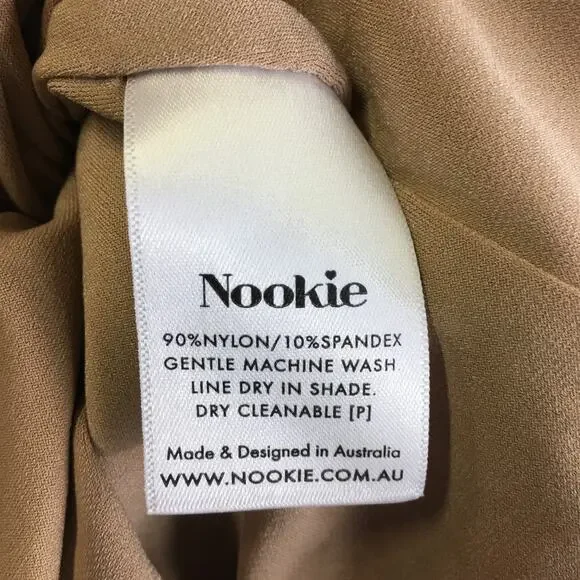 Nookie
90%NYLON/10%SPANDEX
GENTLE MACHINE WASH
LINE DRY IN SHADE.
DRY CLEANABLE [P]
Made & Designed in Australia
WWW.NOOKIE.COM.AU